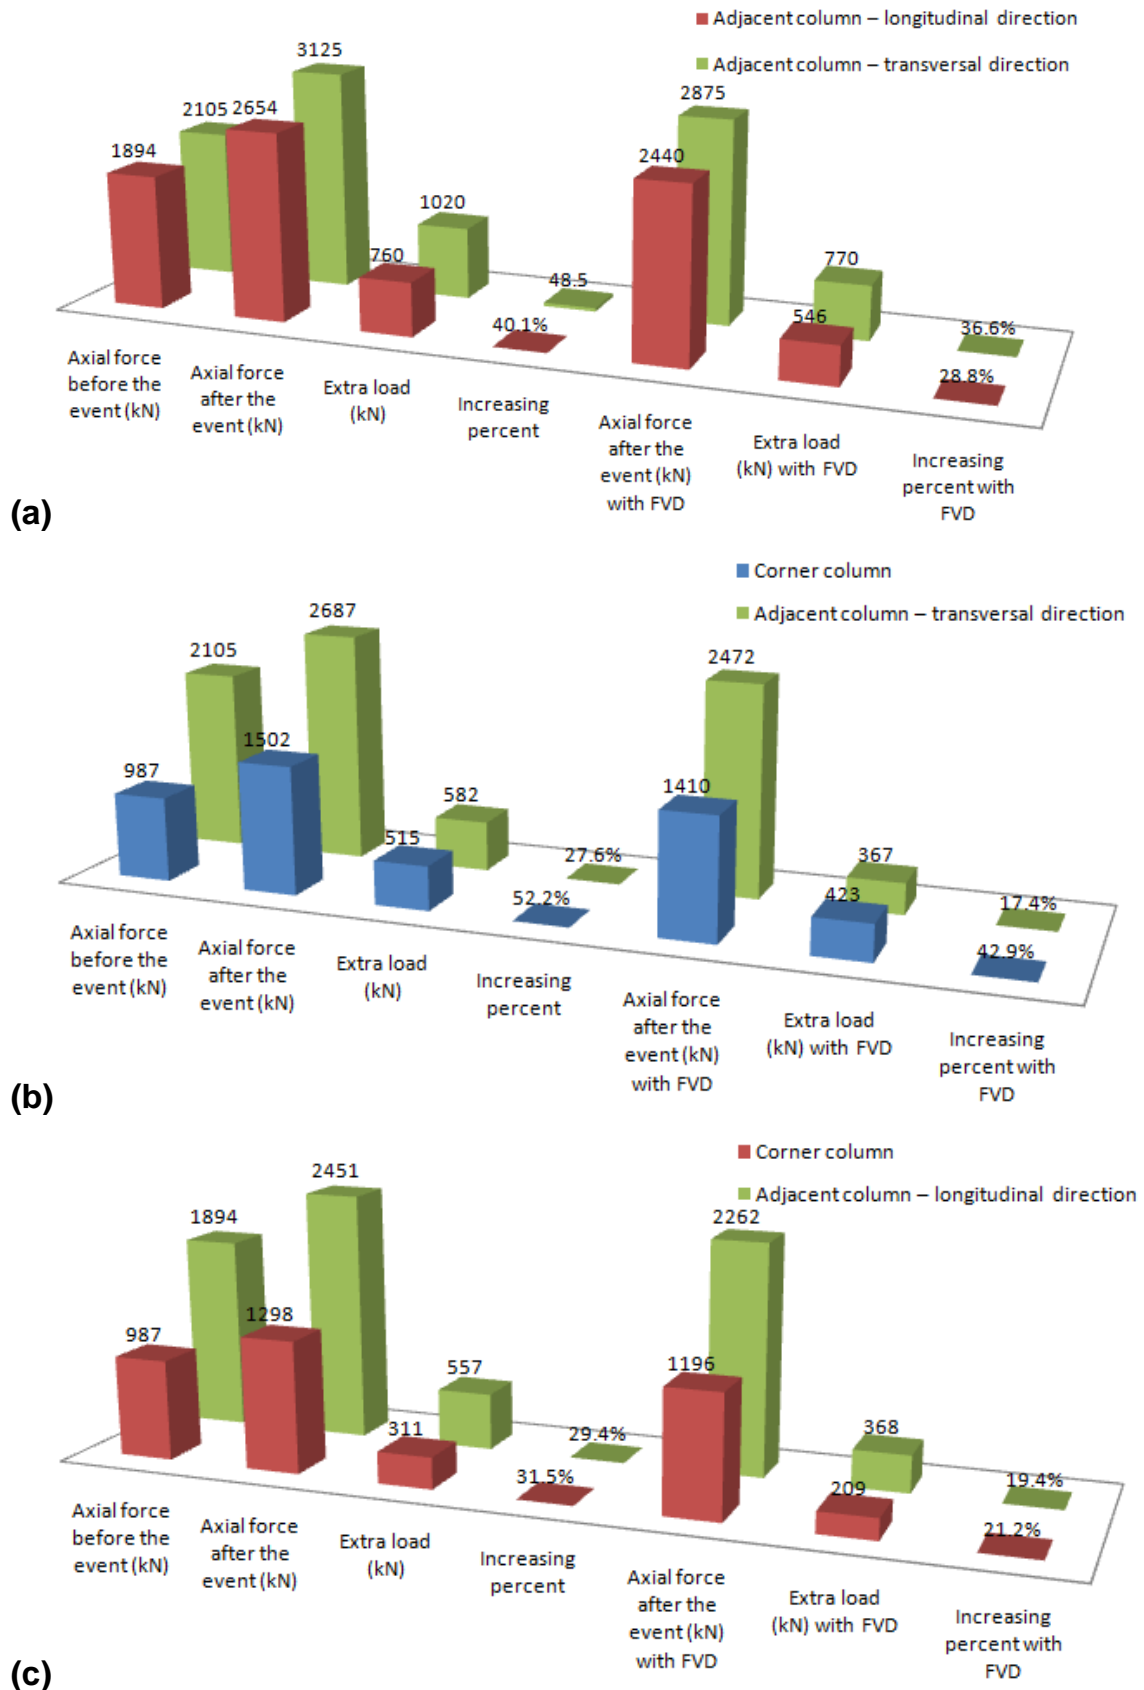 Adjacent column – longitudinal direction
Adjacent column – transversal direction
3125
2105
2654
1894
2875
2440
1020
760
770
546
48.5
40.1%
36.6%
28.8%
Axial force
before the
event (kN)
Axial force
after the
event (kN)
Extra load
(kN)
Increasing
percent
Axial force
after the
event (kN)
with FVD
Extra load
(kN) with FVD
Increasing
percent with
FVD
(a)
Corner column
Adjacent column – transversal direction
2687
2105
2472
1502
987
1410
582
515
367
423
27.6%
52.2%
17.4%
42.9%
Axial force
before the
event (kN)
Axial force
after the
event (kN)
Extra load
(kN)
Increasing
percent
Axial force
after the
event (kN)
with FVD
Extra load
(kN) with FVD
Increasing
percent with
FVD
(b)
Corner column
Adjacent column – longitudinal direction
2451
1894
2262
1298
987
1196
557
311
368
209
29.4%
31.5%
19.4%
21.2%
Axial force
before the
event (kN)
Axial force
after the
event (kN)
Extra load
(kN)
Increasing
percent
Axial force
after the
event (kN)
with FVD
Extra load
(kN) with FVD
Increasing
percent with
FVD
(c)